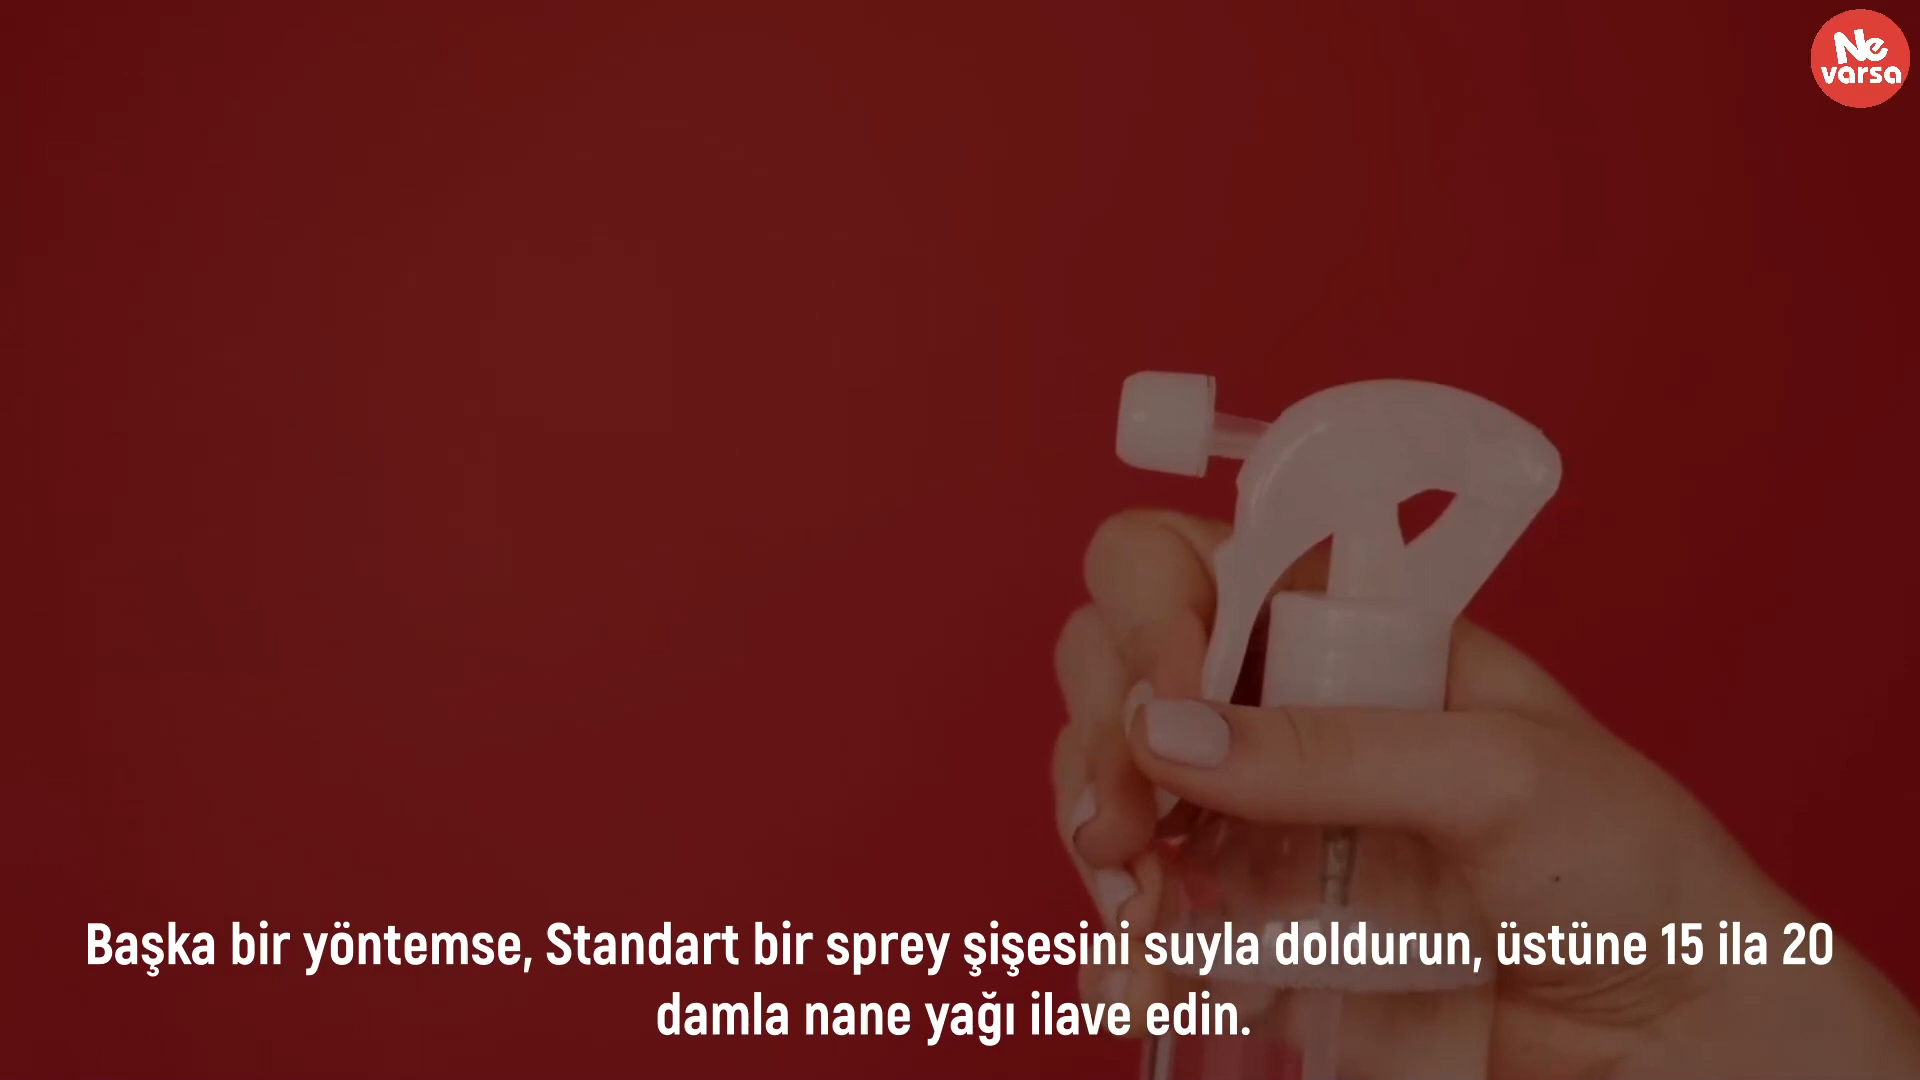 Ne
varsa
Başka bir yöntemse, Standart bir sprey şişesini suyla doldurun, üstüne 15 ila 20
damla nane yağı ilave edin.